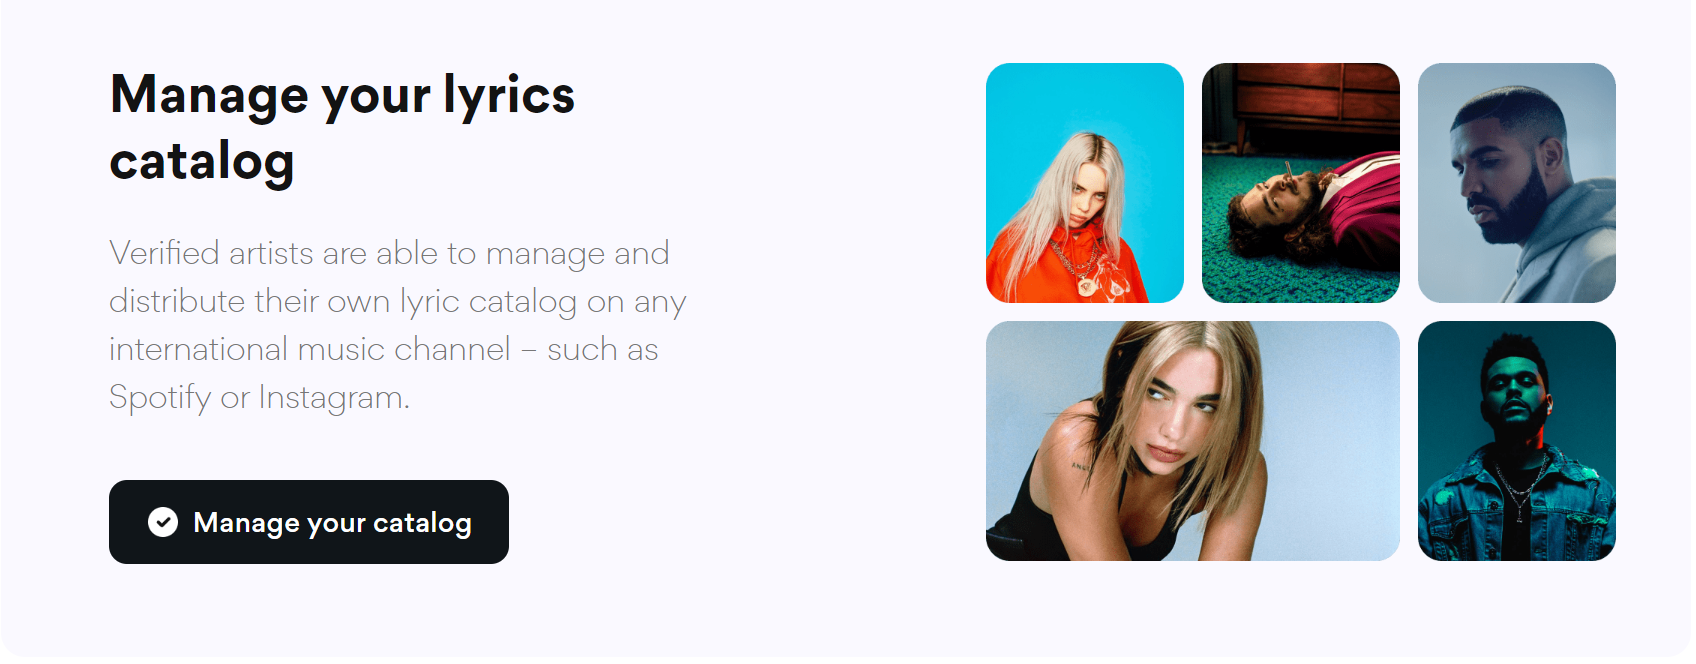 Manage your lyrics
catalog
Verified artists are able to manage and
distribute their own lyric catalog on any
international music channel – such as
Spotify or Instagram.
Manage your catalog